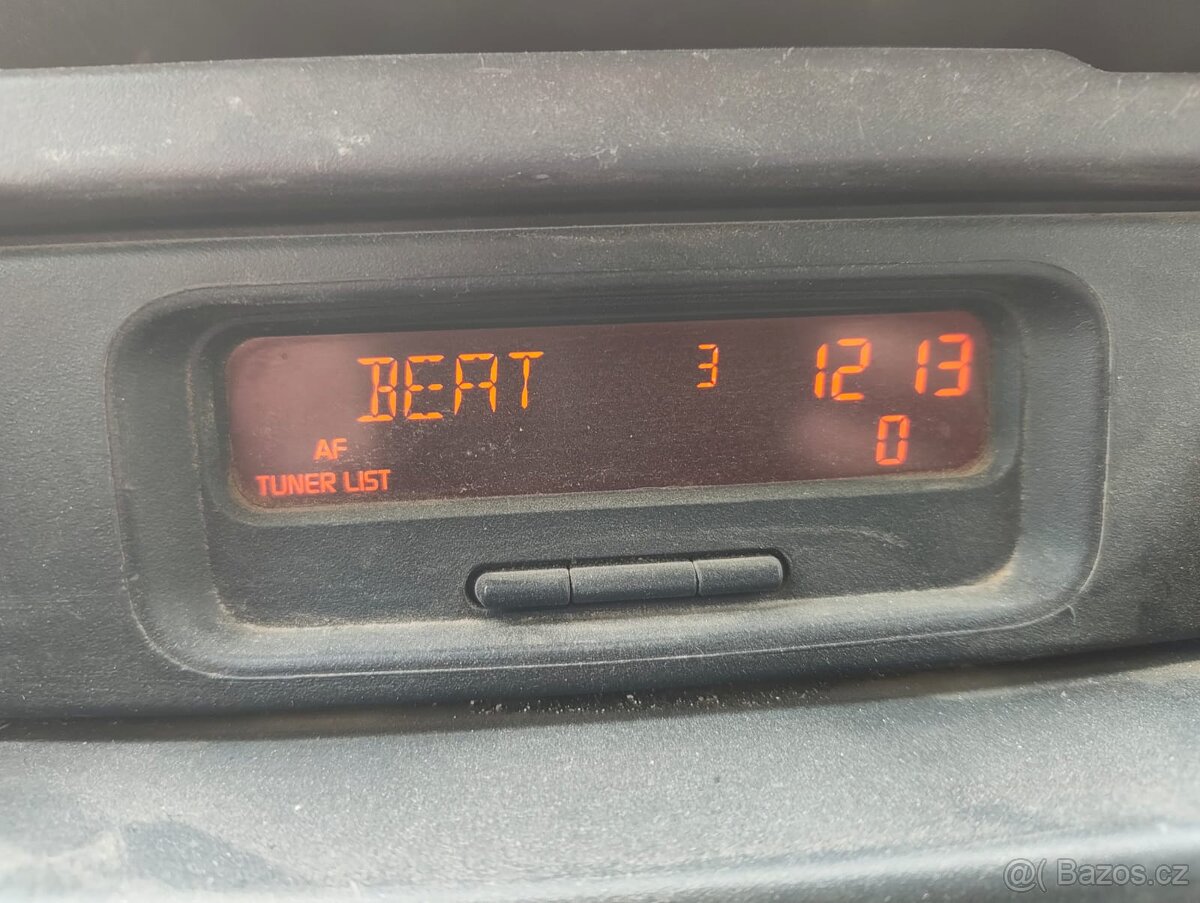 BEAT 3 12 13
AF 0
TUNER LIST
@( Bazos.cz